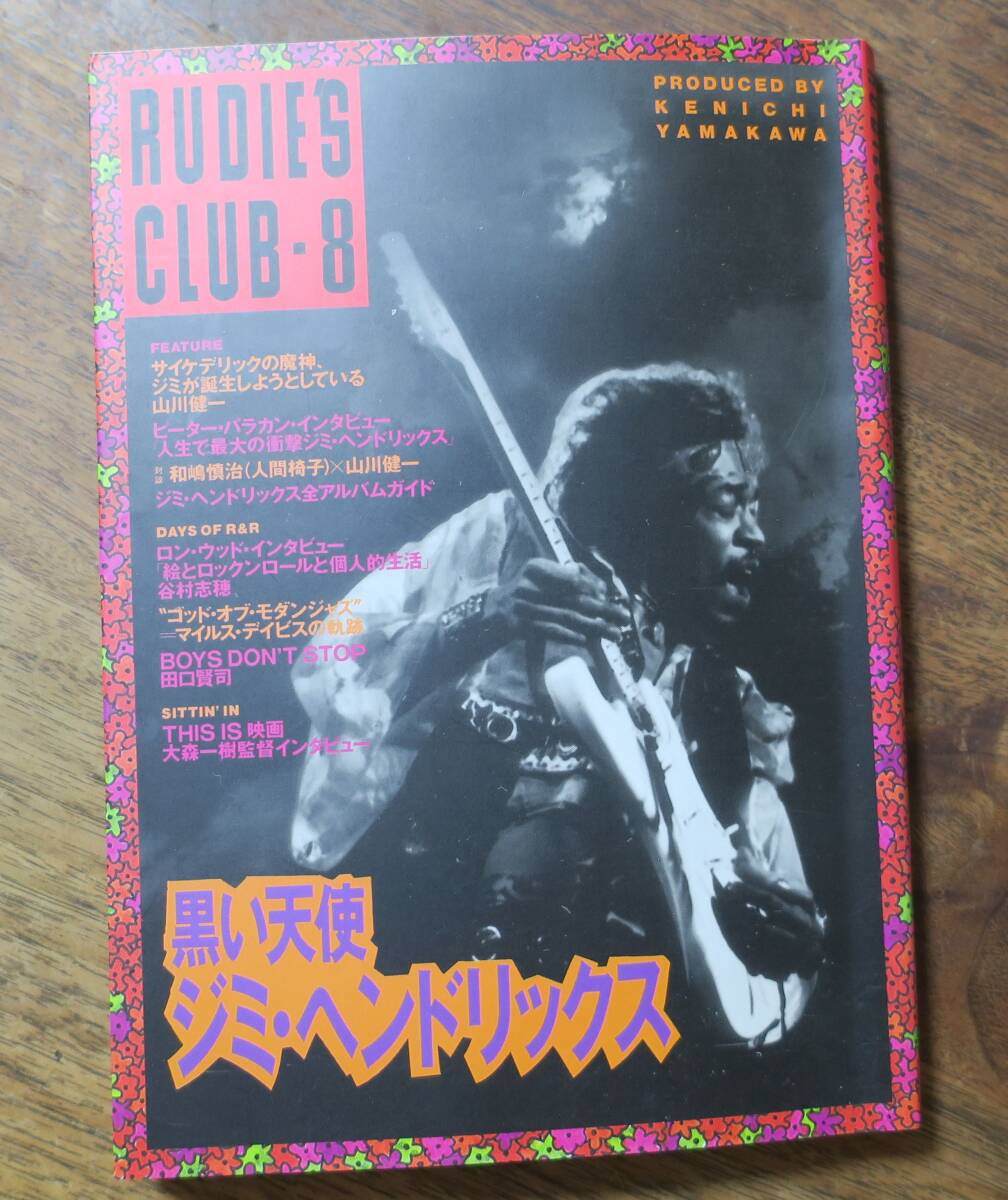 RUDIE'S
CLUB-8
PRODUCED BY
KENICHI
YAMAKAWA
FEATURE
サイケデリックの魔神、
ジミが誕生しようとしている
山川健一
ピーター・バラカン・インタビュー
「人生で最大の衝撃ジミ・ヘンドリックス」
対談 和嶋慎治(人間椅子)×山川健一
ジミ・ヘンドリックス全アルバムガイド
DAYS OF R&R
ロン・ウッド・インタビュー
「絵とロックンロールと個人的生活」
谷村志穂
“ゴッド・オブ・モダンジャズ”
=マイルス・デイビスの軌跡
BOYS DON'T STOP
田口賢司
SITTIN' IN
THIS IS 映画
大森一樹監督インタビュー
黒い天使
ジミ・ヘンドリックス